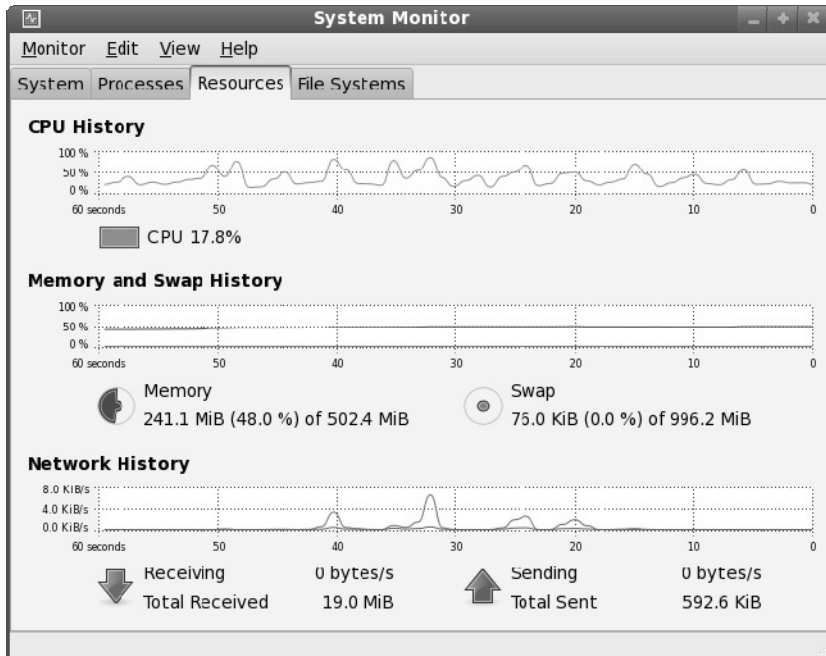 System Monitor
Monitor Edit View Help
System Processes Resources File Systems
CPU History
100 %
50 %
0 %
60 seconds 50 40 30 20 10 0
CPU 17.8%
Memory and Swap History
100 %
50 %
0 %
60 seconds 50 40 30 20 10 0
Memory Swap
241.1 MiB (48.0 %) of 502.4 MiB 76.0 KiB (0.0 %) of 996.2 MiB
Network History
8.0 KiB/s
4.0 KiB/s
0.0 KiB/s
60 seconds 50 40 30 20 10 0
Receiving 0 bytes/s Sending 0 bytes/s
Total Received 19.0 MiB Total Sent 592.6 KiB